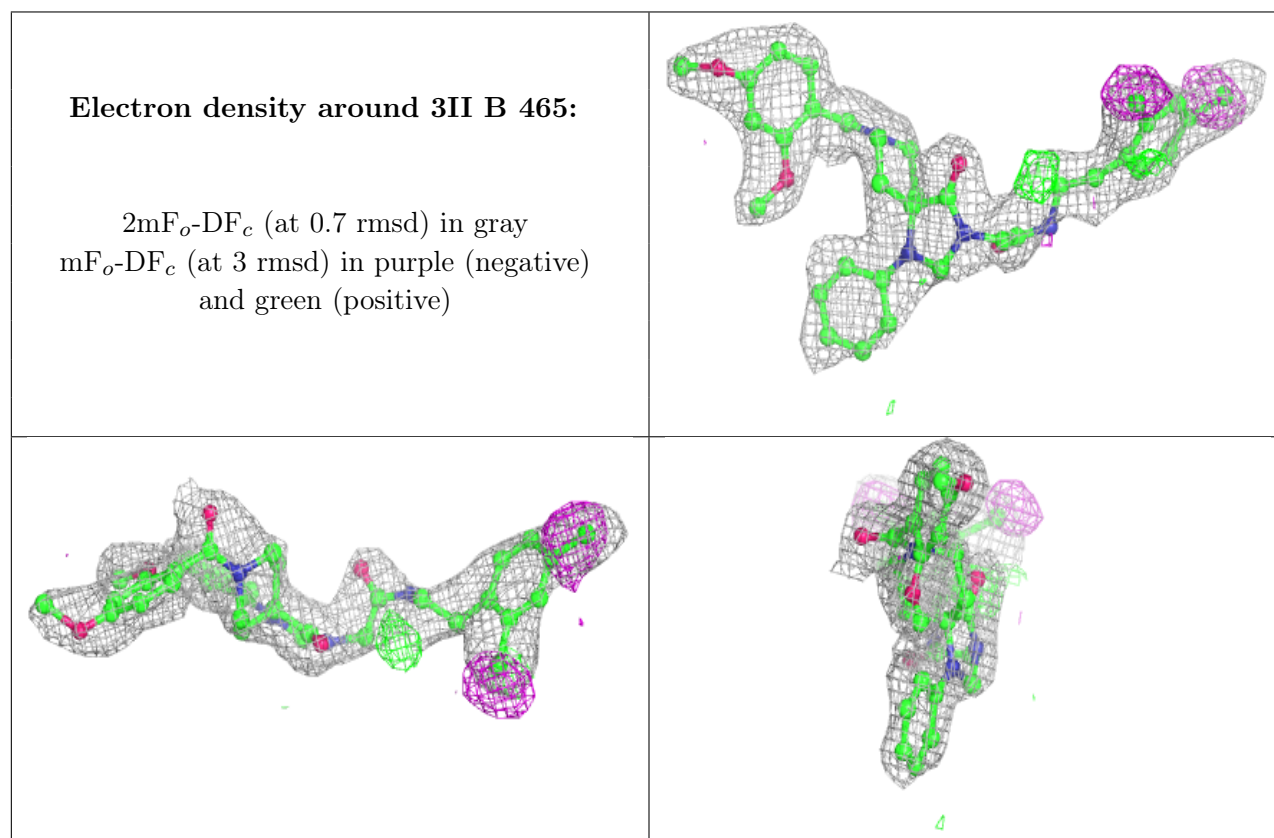 Electron density around 3II B 465:
2mFo-DFc (at 0.7 rmsd) in gray
mFo-DFc (at 3 rmsd) in purple (negative)
and green (positive)